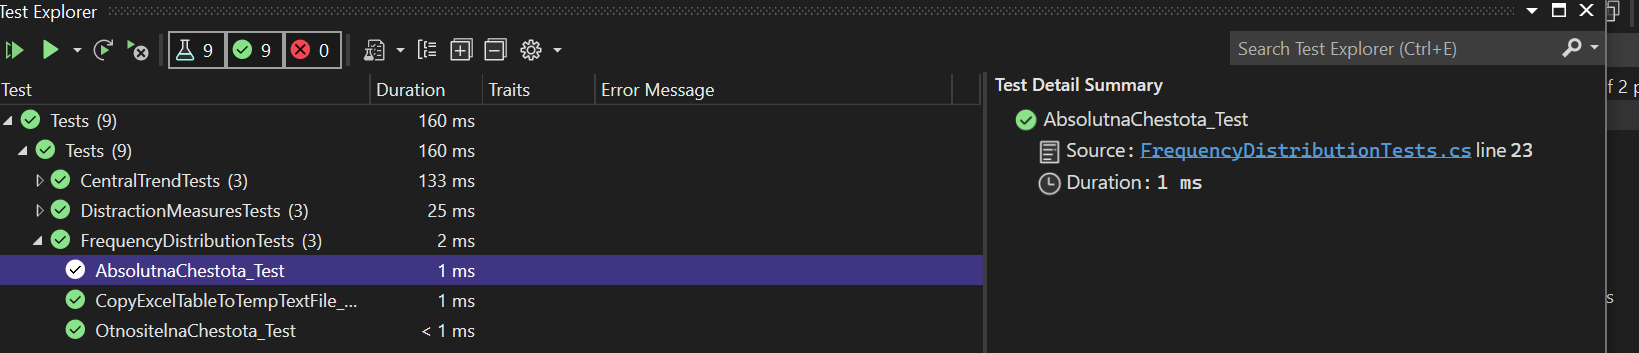 Test Explorer
9 9 0
Search Test Explorer (Ctrl+E)
Test Duration Traits Error Message
Tests (9) 160 ms
Tests (9) 160 ms
CentralTrendTests (3) 133 ms
DistractionMeasuresTests (3) 25 ms
FrequencyDistributionTests (3) 2 ms
AbsolutnaChestota_Test 1 ms
CopyExcelTableToTempTextFile_... 1 ms
OtnositelnaChestota_Test < 1 ms
Test Detail Summary
AbsolutnaChestota_Test
Source: FrequencyDistributionTests.cs line 23
Duration: 1 ms
f 2 p
s